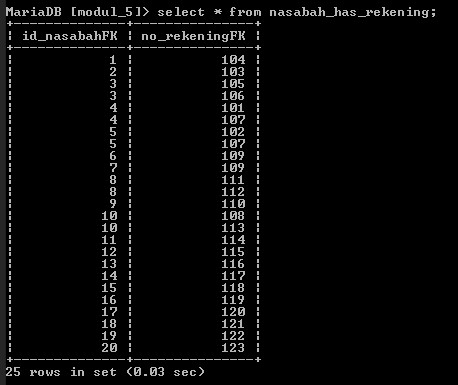 MariaDB [modul_5]> select * from nasabah_has_rekening;
+--------------+---------------+
| id_nasabahFK | no_rekeningFK |
+--------------+---------------+
|            1 |           104 |
|            2 |           103 |
|            3 |           105 |
|            3 |           106 |
|            4 |           101 |
|            4 |           107 |
|            5 |           102 |
|            5 |           107 |
|            6 |           109 |
|            7 |           109 |
|            8 |           111 |
|            8 |           112 |
|            9 |           110 |
|           10 |           108 |
|           10 |           113 |
|           11 |           114 |
|           12 |           115 |
|           13 |           116 |
|           14 |           117 |
|           15 |           118 |
|           16 |           119 |
|           17 |           120 |
|           18 |           121 |
|           19 |           122 |
|           20 |           123 |
+--------------+---------------+
25 rows in set (0.03 sec)